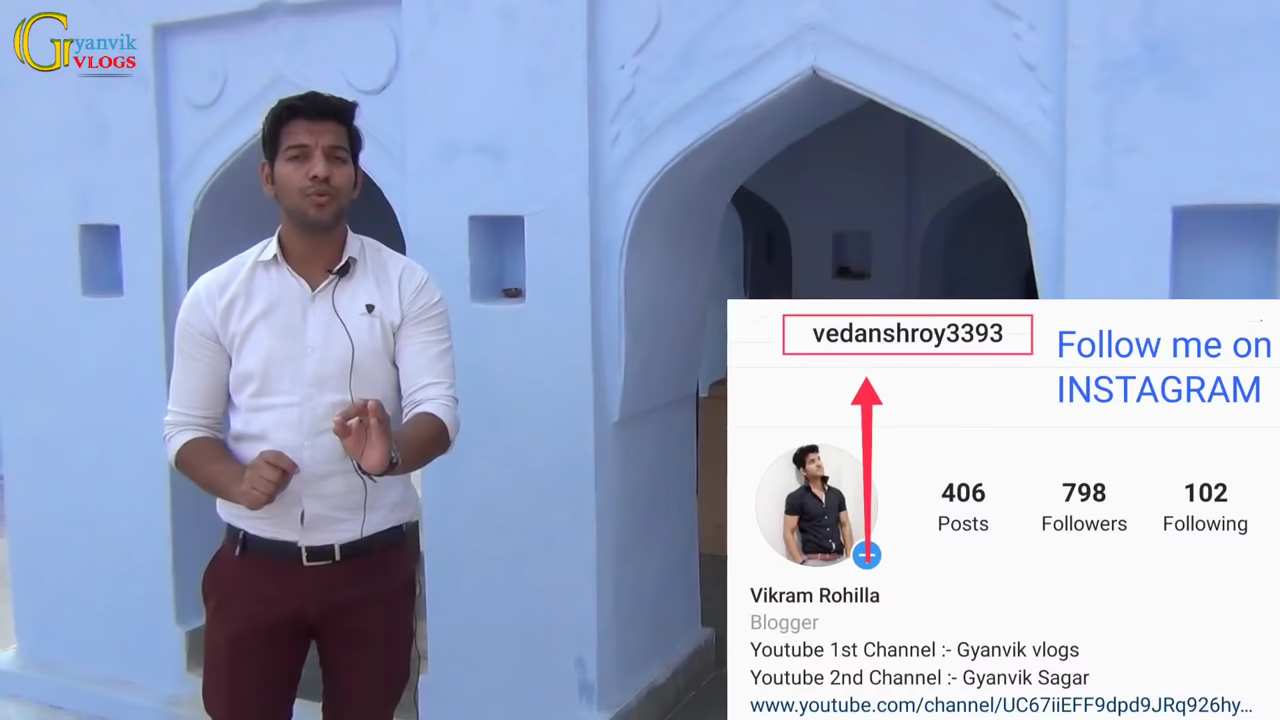 Gyanvik
VLOGS
vedanshroy3393
Follow me on
INSTAGRAM
406
798
102
Posts
Followers
Following
Vikram Rohilla
Blogger
Youtube 1st Channel :- Gyanvik vlogs
Youtube 2nd Channel :- Gyanvik Sagar
www.youtube.com/channel/UC67iiEFF9dpd9JRq926hy...